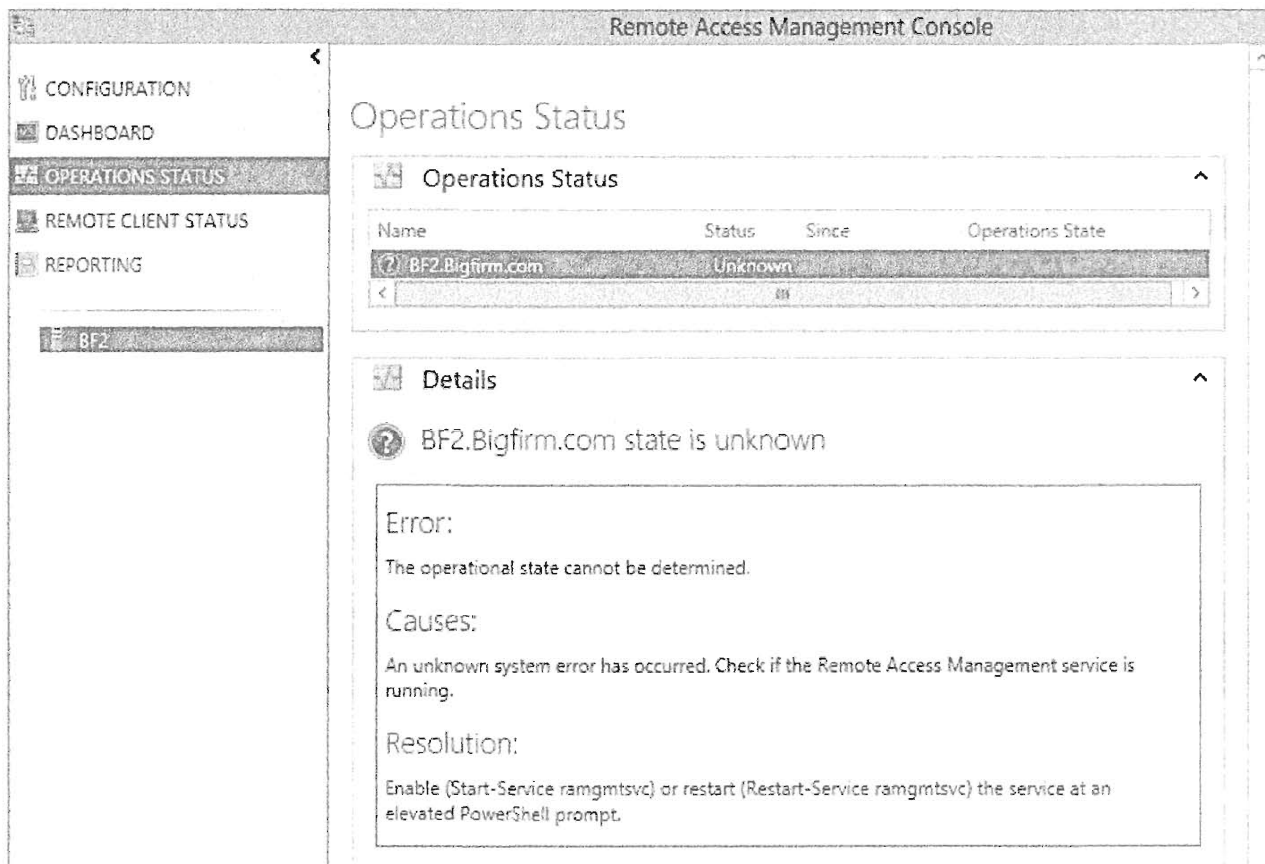 Remote Access Management Console
CONFIGURATION
DASHBOARD
OPERATIONS STATUS
REMOTE CLIENT STATUS
REPORTING
BF2
Operations Status
Operations Status
Name Status Since Operations State
BF2.Bigfirm.com Unknown
Details
BF2.Bigfirm.com state is unknown
Error:
The operational state cannot be determined.
Causes:
An unknown system error has occurred. Check if the Remote Access Management service is
running.
Resolution:
Enable (Start-Service ramgmtsvc) or restart (Restart-Service ramgmtsvc) the service at an
elevated PowerShell prompt.